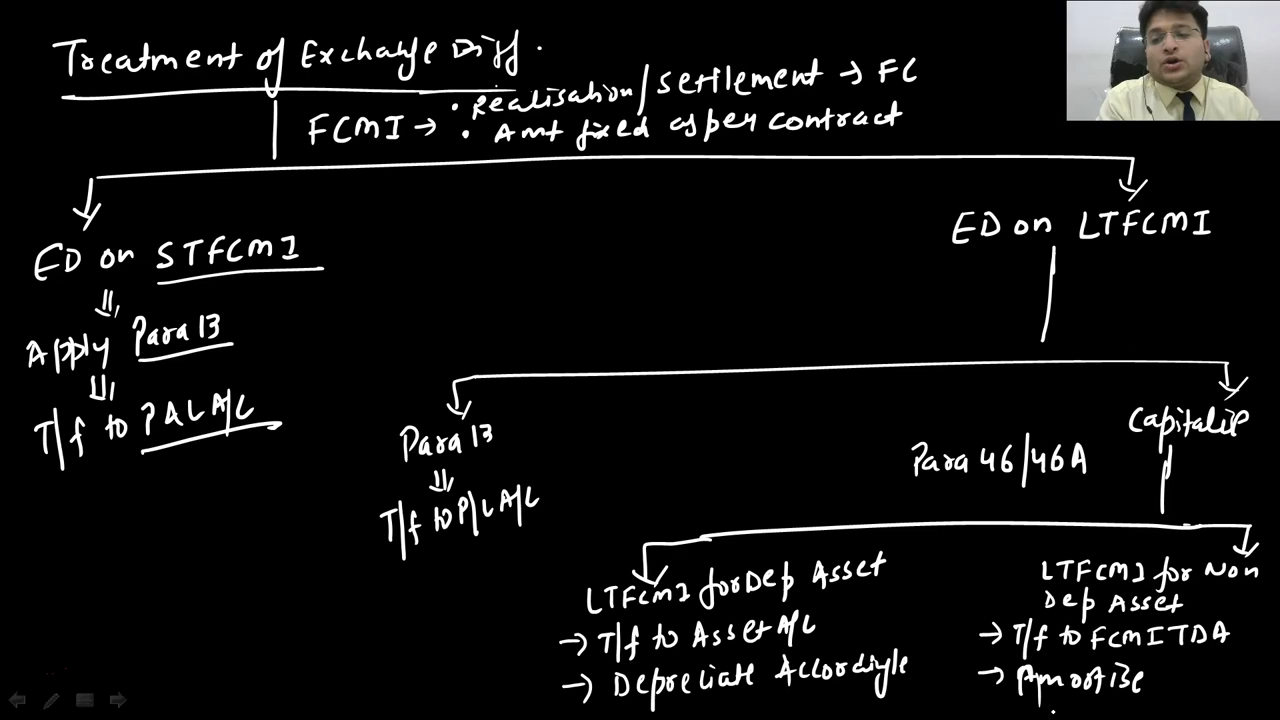 Treatment of Exchange Diff.
FCMI → • Realisation/Settlement → FC
• Amt fixed as per contract
ED on STFCMI
ED on LTFCMI
Apply Para 13
T/f to P&L A/C
Para 13
T/f to P/L A/C
Capitalise
Para 46/46A
LTFCMI for Dep Asset
→ T/f to Asset A/C
→ Depreciate Accordingly
LTFCMI for Non
Dep Asset
→ T/f to FCMITDA
→ Amortise